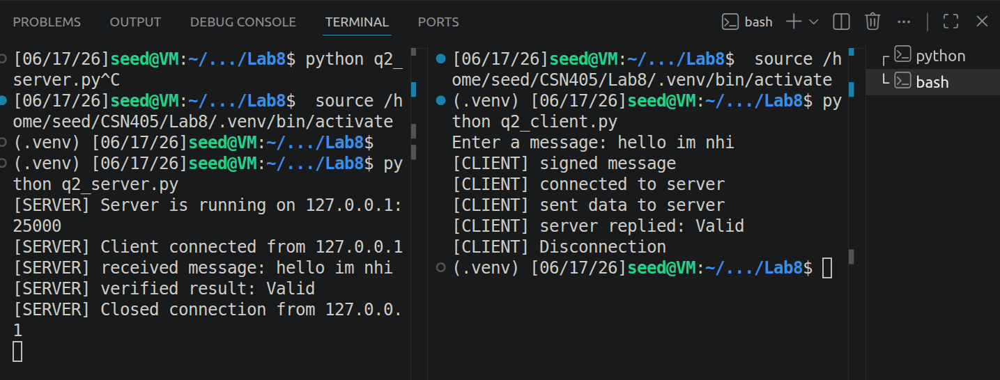 PROBLEMS OUTPUT DEBUG CONSOLE TERMINAL PORTS bash
[06/17/26]seed@VM:~/.../Lab8$ python q2_
server.py^C
[06/17/26]seed@VM:~/.../Lab8$  source /h
ome/seed/CSN405/Lab8/.venv/bin/activate
(.venv) [06/17/26]seed@VM:~/.../Lab8$
(.venv) [06/17/26]seed@VM:~/.../Lab8$ py
thon q2_server.py
[SERVER] Server is running on 127.0.0.1:
25000
[SERVER] Client connected from 127.0.0.1
[SERVER] received message: hello im nhi
[SERVER] verified result: Valid
[SERVER] Closed connection from 127.0.0.
1
[06/17/26]seed@VM:~/.../Lab8$  source /h
ome/seed/CSN405/Lab8/.venv/bin/activate
(.venv) [06/17/26]seed@VM:~/.../Lab8$ py
thon q2_client.py
Enter a message: hello im nhi
[CLIENT] signed message
[CLIENT] connected to server
[CLIENT] sent data to server
[CLIENT] server replied: Valid
[CLIENT] Disconnection
(.venv) [06/17/26]seed@VM:~/.../Lab8$
python
bash